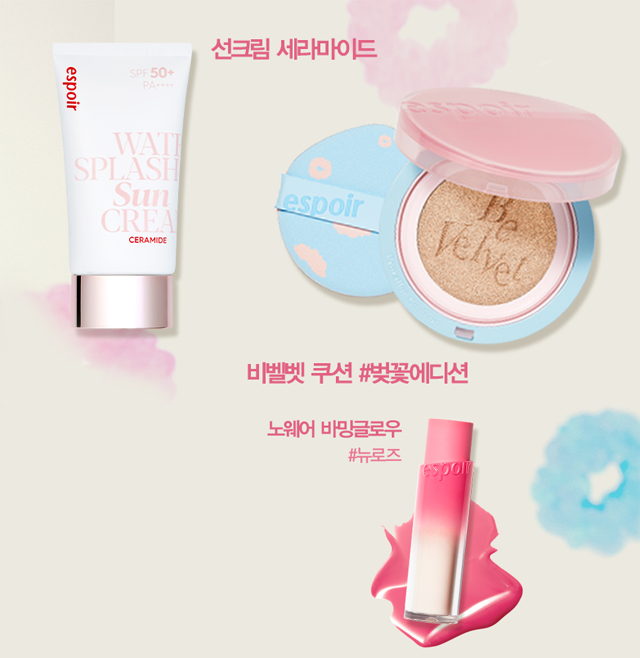 선크림 세라마이드
espoir
SPF 50+
PA++++
WATE
SPLASH
Sun
CREA
CERAMIDE
espoir
espoir
Be
Velvet
비벨벳 쿠션 #벚꽃에디션
노웨어 바밍글로우
#뉴로즈
espoir